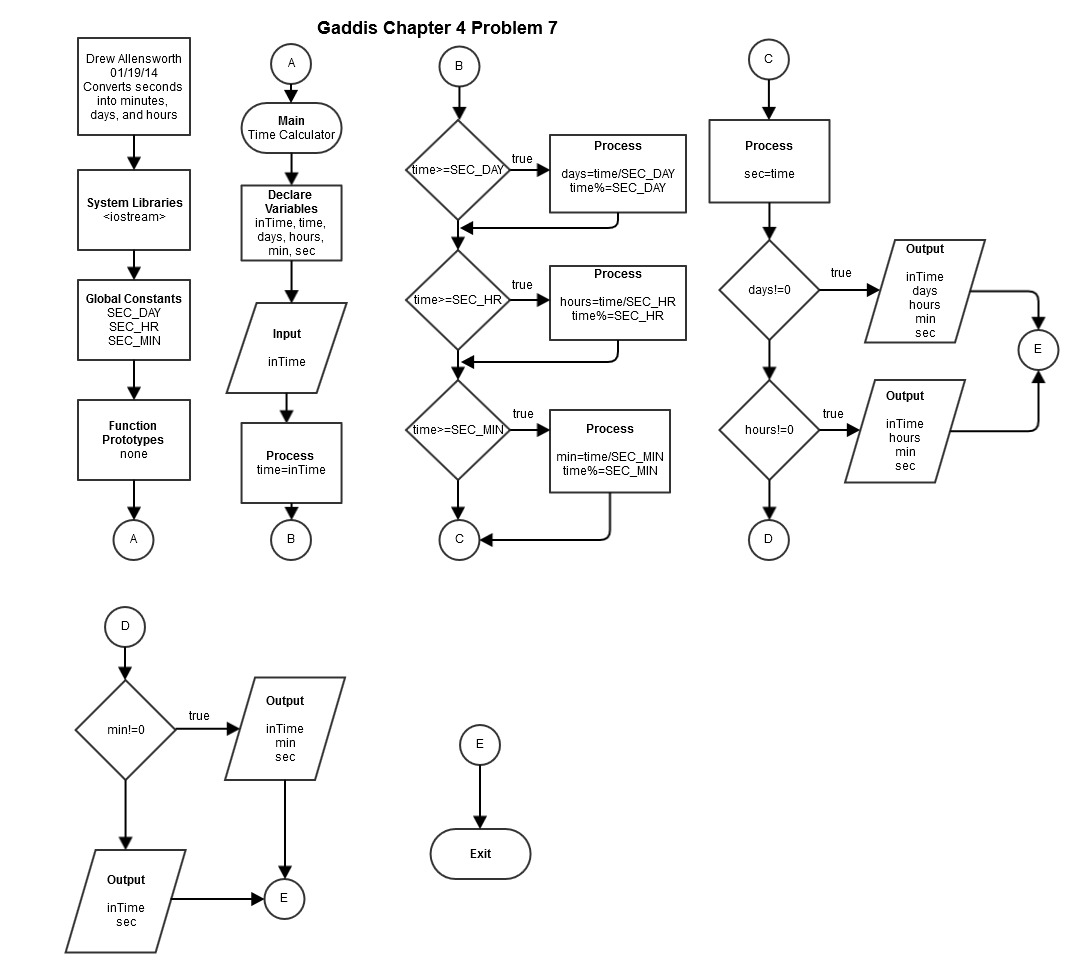 Gaddis Chapter 4 Problem 7
Drew Allensworth
01/19/14
Converts seconds
into minutes,
days, and hours
System Libraries
<iostream>
Global Constants
SEC_DAY
SEC_HR
SEC_MIN
Function
Prototypes
none
A
A
Main
Time Calculator
Declare
Variables
inTime, time,
days, hours,
min, sec
Input
inTime
Process
time=inTime
B
B
time>=SEC_DAY
true
Process
days=time/SEC_DAY
time%=SEC_DAY
time>=SEC_HR
true
Process
hours=time/SEC_HR
time%=SEC_HR
time>=SEC_MIN
true
Process
min=time/SEC_MIN
time%=SEC_MIN
C
C
Process
sec=time
days!=0
true
Output
inTime
days
hours
min
sec
E
hours!=0
true
Output
inTime
hours
min
sec
D
D
min!=0
true
Output
inTime
min
sec
Output
inTime
sec
E
E
Exit